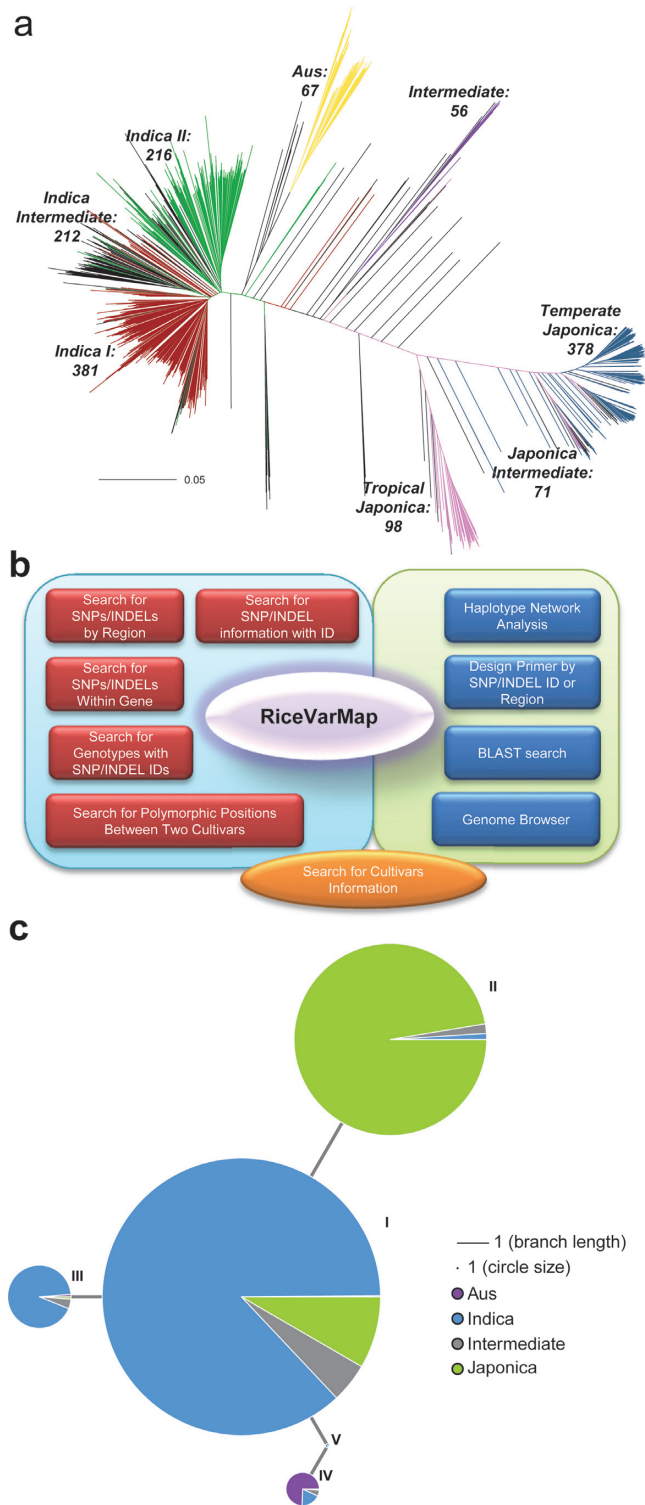 a
Aus:
67
Intermediate:
56
Indica II:
216
Indica
Intermediate:
212
Indica I:
381
Temperate
Japonica:
378
Japonica
Intermediate:
71
Tropical
Japonica:
98
0.05
b
Search for
SNPs/INDELs
by Region
Search for
SNP/INDEL
information with ID
Search for
SNPs/INDELs
Within Gene
Search for
Genotypes with
SNP/INDEL IDs
Search for Polymorphic Positions
Between Two Cultivars
RiceVarMap
Haplotype Network
Analysis
Design Primer by
SNP/INDEL ID or
Region
BLAST search
Genome Browser
Search for Cultivars
Information
c
II
I
III
V
IV
1 (branch length)
1 (circle size)
Aus
Indica
Intermediate
Japonica